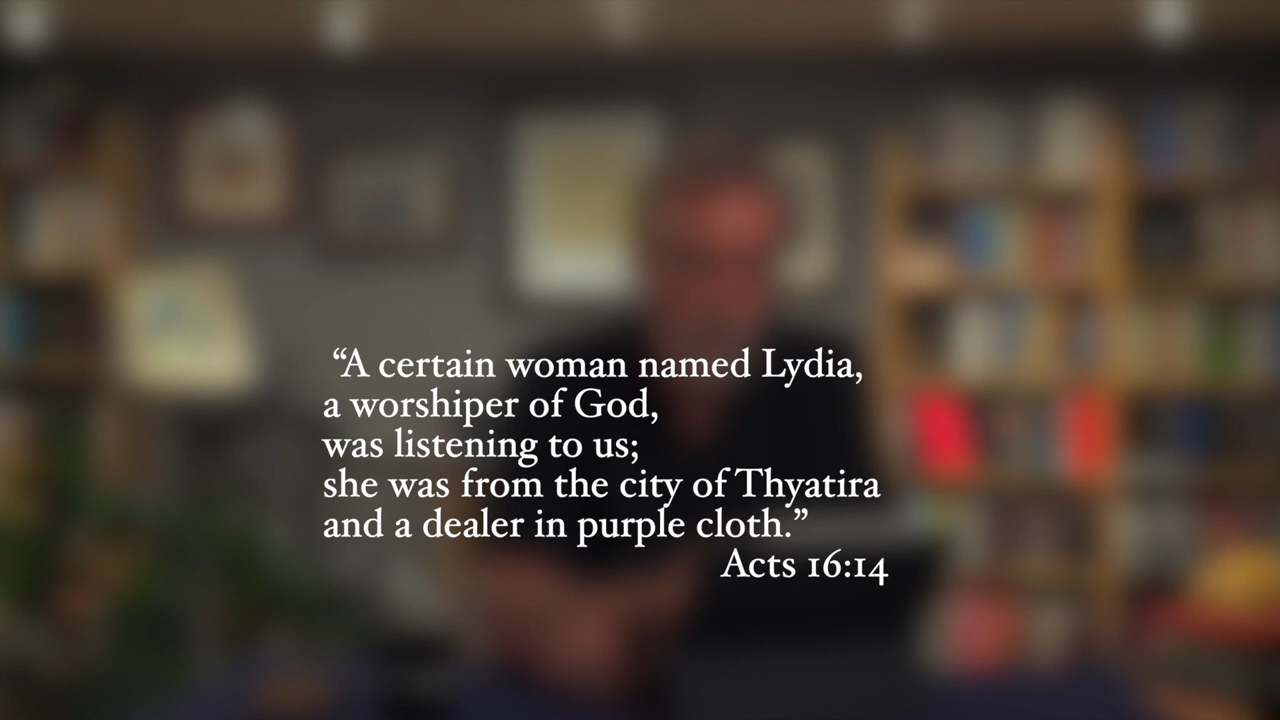 “A certain woman named Lydia,
a worshiper of God,
was listening to us;
she was from the city of Thyatira
and a dealer in purple cloth.”
Acts 16:14